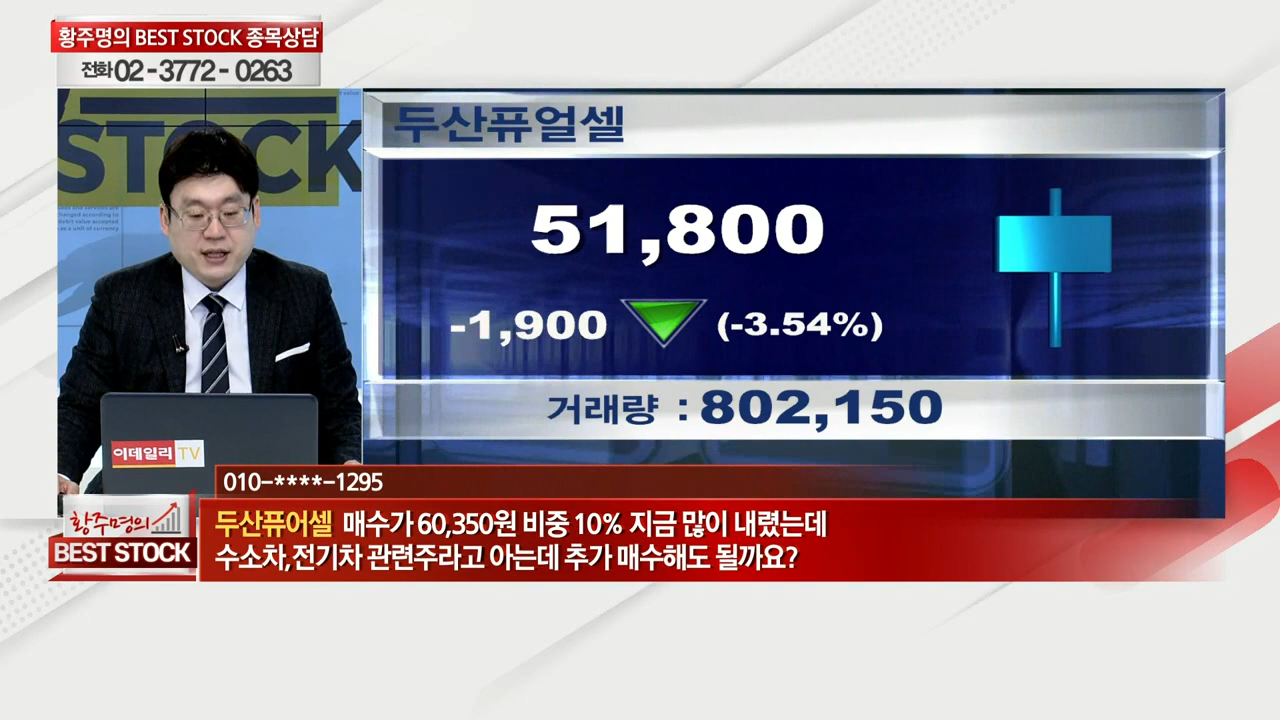 황주명의 BEST STOCK 종목상담
전화 02-3772-0263
STOCK
두산퓨얼셀
51,800
-1,900 (-3.54%)
거래량 : 802,150
이데일리 TV
010-****-1295
황주명의
BEST STOCK
두산퓨어셀 매수가 60,350원 비중 10% 지금 많이 내렸는데
수소차,전기차 관련주라고 아는데 추가 매수해도 될까요?